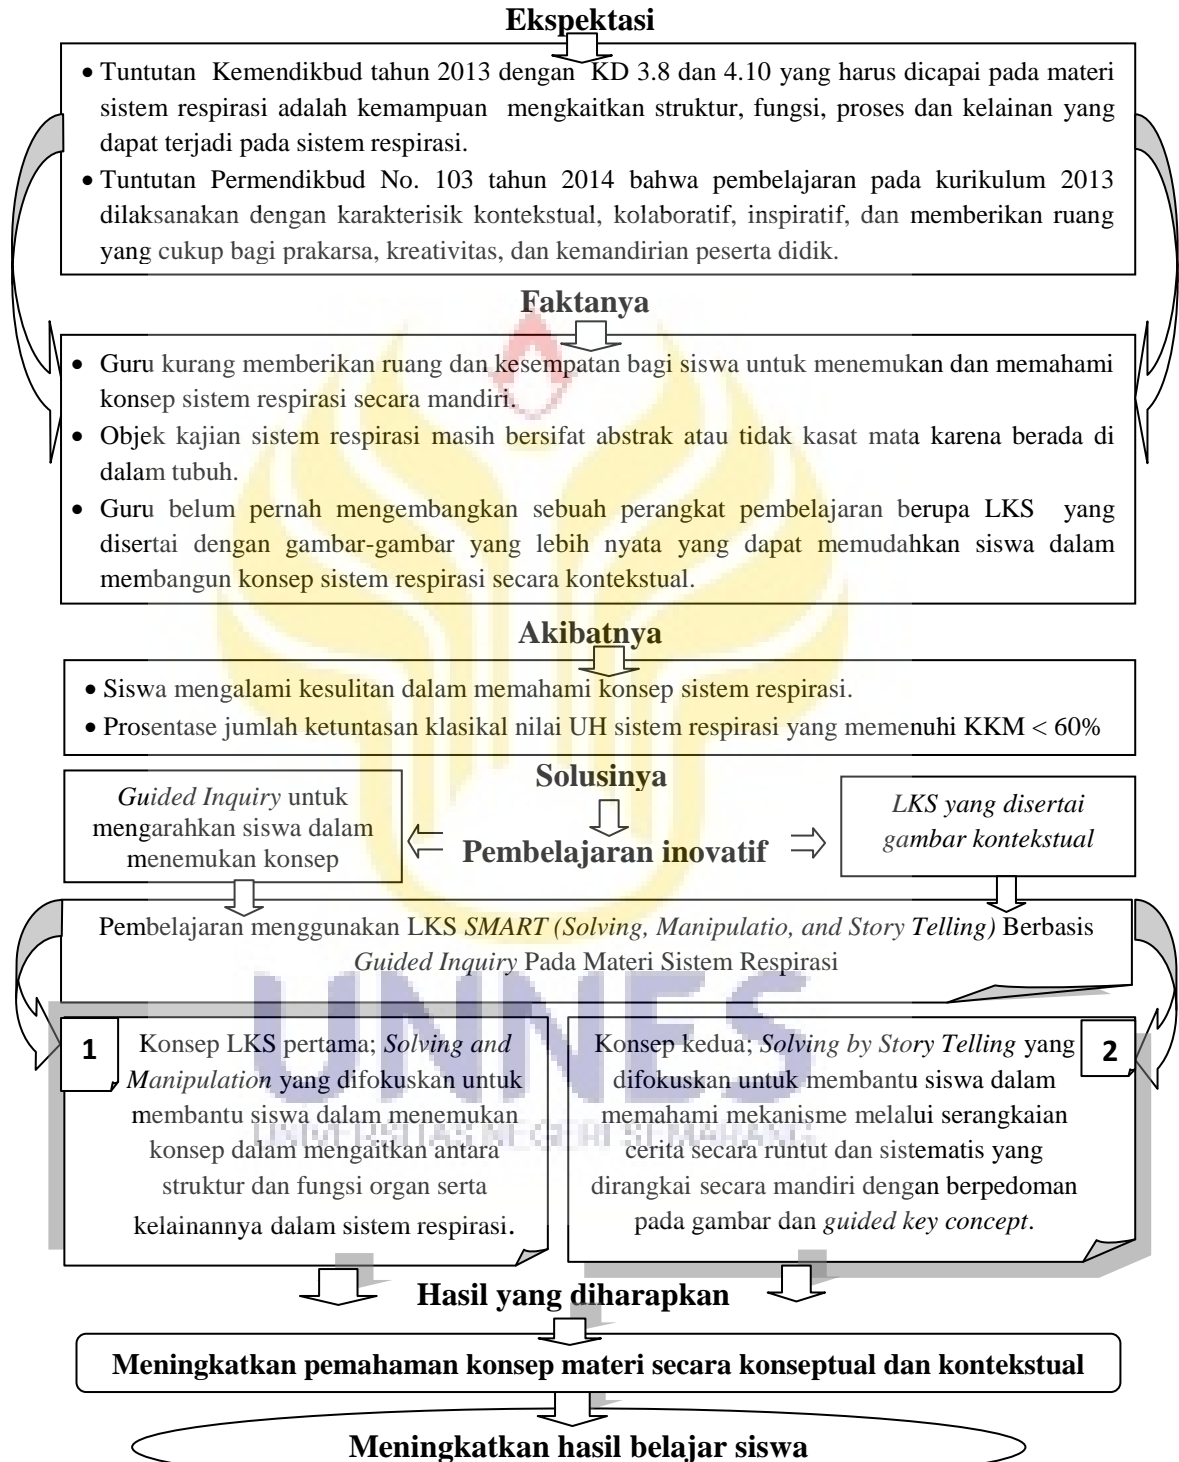 Ekspektasi
• Tuntutan Kemendikbud tahun 2013 dengan KD 3.8 dan 4.10 yang harus dicapai pada materi
sistem respirasi adalah kemampuan mengkaitkan struktur, fungsi, proses dan kelainan yang
dapat terjadi pada sistem respirasi.
• Tuntutan Permendikbud No. 103 tahun 2014 bahwa pembelajaran pada kurikulum 2013
dilaksanakan dengan karakterisik kontekstual, kolaboratif, inspiratif, dan memberikan ruang
yang cukup bagi prakarsa, kreativitas, dan kemandirian peserta didik.
Faktanya
• Guru kurang memberikan ruang dan kesempatan bagi siswa untuk menemukan dan memahami
konsep sistem respirasi secara mandiri.
• Objek kajian sistem respirasi masih bersifat abstrak atau tidak kasat mata karena berada di
dalam tubuh.
• Guru belum pernah mengembangkan sebuah perangkat pembelajaran berupa LKS yang
disertai dengan gambar-gambar yang lebih nyata yang dapat memudahkan siswa dalam
membangun konsep sistem respirasi secara kontekstual.
Akibatnya
• Siswa mengalami kesulitan dalam memahami konsep sistem respirasi.
• Prosentase jumlah ketuntasan klasikal nilai UH sistem respirasi yang memenuhi KKM < 60%
Solusinya
Guided Inquiry untuk
mengarahkan siswa dalam
menemukan konsep
Pembelajaran inovatif
LKS yang disertai
gambar kontekstual
Pembelajaran menggunakan LKS SMART (Solving, Manipulatio, and Story Telling) Berbasis
Guided Inquiry Pada Materi Sistem Respirasi
UNNES
UNIVERSITAS NEGERI SEMARANG
1
Konsep LKS pertama; Solving and
Manipulation yang difokuskan untuk
membantu siswa dalam menemukan
konsep dalam mengaitkan antara
struktur dan fungsi organ serta
kelainannya dalam sistem respirasi.
Konsep kedua; Solving by Story Telling yang
difokuskan untuk membantu siswa dalam
memahami mekanisme melalui serangkaian
cerita secara runtut dan sistematis yang
dirangkai secara mandiri dengan berpedoman
pada gambar dan guided key concept.
2
Hasil yang diharapkan
Meningkatkan pemahaman konsep materi secara konseptual dan kontekstual
Meningkatkan hasil belajar siswa